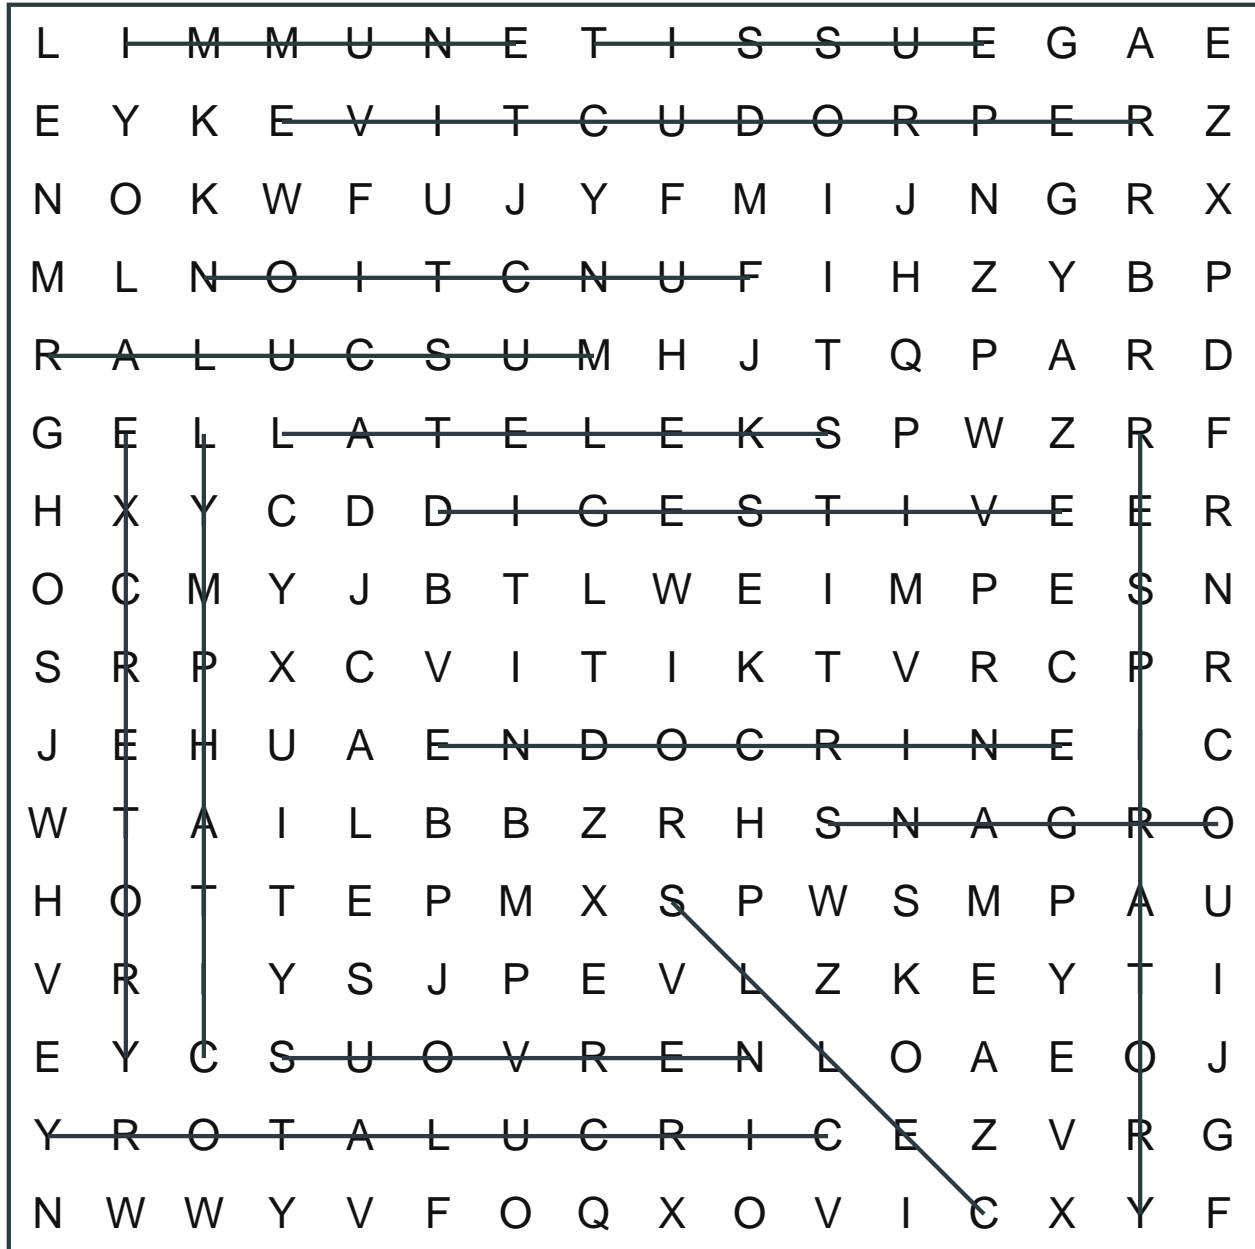 L I M M U N E T I S S U E G A E
E Y K E V I T C U D O R P E R Z
N O K W F U J Y F M I J N G R X
M L N O I T C N U F I H Z Y B P
R A L U C S U M H J T Q P A R D
G E L L A T E L E K S P W Z R F
H X Y C D D I G E S T I V E E R
O C M Y J B T L W E I M P E S N
S R P X C V I T I K T V R C P R
J E H U A E N D O C R I N E I C
W T A I L B B Z R H S N A G R O
H O T T E P M X S P W S M P A U
V R I Y S J P E V L Z K E Y T I
E Y C S U O V R E N L O A E O J
Y R O T A L U C R I C E Z V R G
N W W Y V F O Q X O V I C X Y F